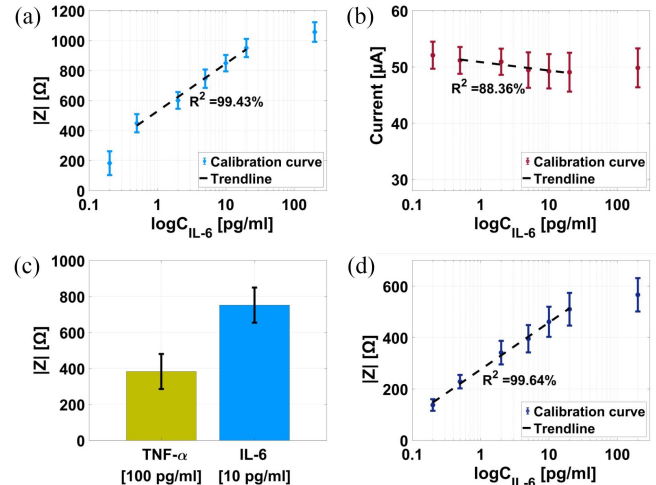 (a)
1200
1000
800
600
400
200
0
|Z| [Ω]
R² =99.43%
Calibration curve
Trendline
0.1 1 10 100
logC_IL-6 [pg/ml]
(b)
60
50
40
30
Current [µA]
R² =88.36%
Calibration curve
Trendline
0.1 1 10 100
logC_IL-6 [pg/ml]
(c)
1000
800
600
400
200
0
|Z| [Ω]
TNF-α IL-6
[100 pg/ml] [10 pg/ml]
(d)
600
400
200
0
|Z| [Ω]
R² =99.64%
Calibration curve
Trendline
0.1 1 10 100
logC_IL-6 [pg/ml]